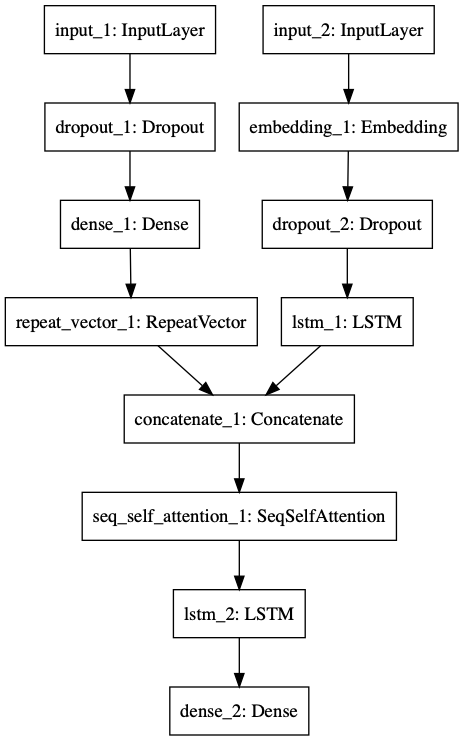 input_1: InputLayer
input_2: InputLayer
dropout_1: Dropout
embedding_1: Embedding
dense_1: Dense
dropout_2: Dropout
repeat_vector_1: RepeatVector
lstm_1: LSTM
concatenate_1: Concatenate
seq_self_attention_1: SeqSelfAttention
lstm_2: LSTM
dense_2: Dense